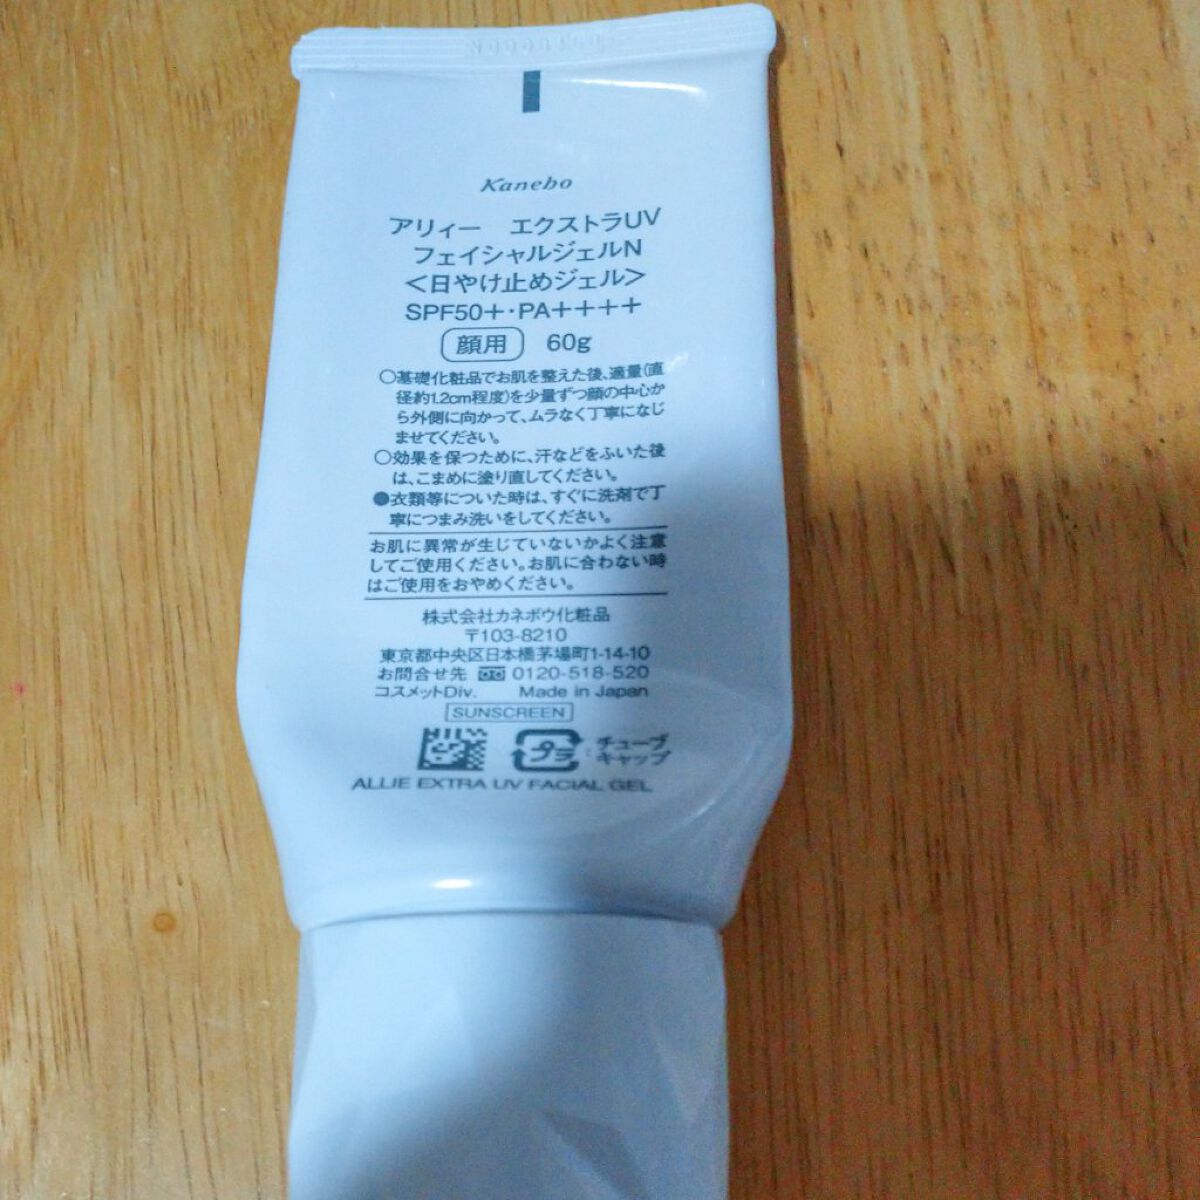 Kanebo
アリィー　エクストラUV
フェイシャルジェルN
＜日やけ止めジェル＞
SPF50+・PA++++
顔用 60g
○基礎化粧品でお肌を整えた後、適量(直
径約1.2cm程度)を少量ずつ顔の中心か
ら外側に向かって、ムラなく丁寧になじ
ませてください。
○効果を保つために、汗などをふいた後
は、こまめに塗り直してください。
●衣類等についた時は、すぐに洗剤で丁
寧につまみ洗いをしてください。
お肌に異常が生じていないかよく注意
してご使用ください。お肌に合わない時
はご使用をおやめください。
株式会社カネボウ化粧品
〒103-8210
東京都中央区日本橋茅場町1-14-10
お問合せ先 0120-518-520
コスメットDiv. Made in Japan
SUNSCREEN
プラ : チューブ
キャップ
ALLIE EXTRA UV FACIAL GEL